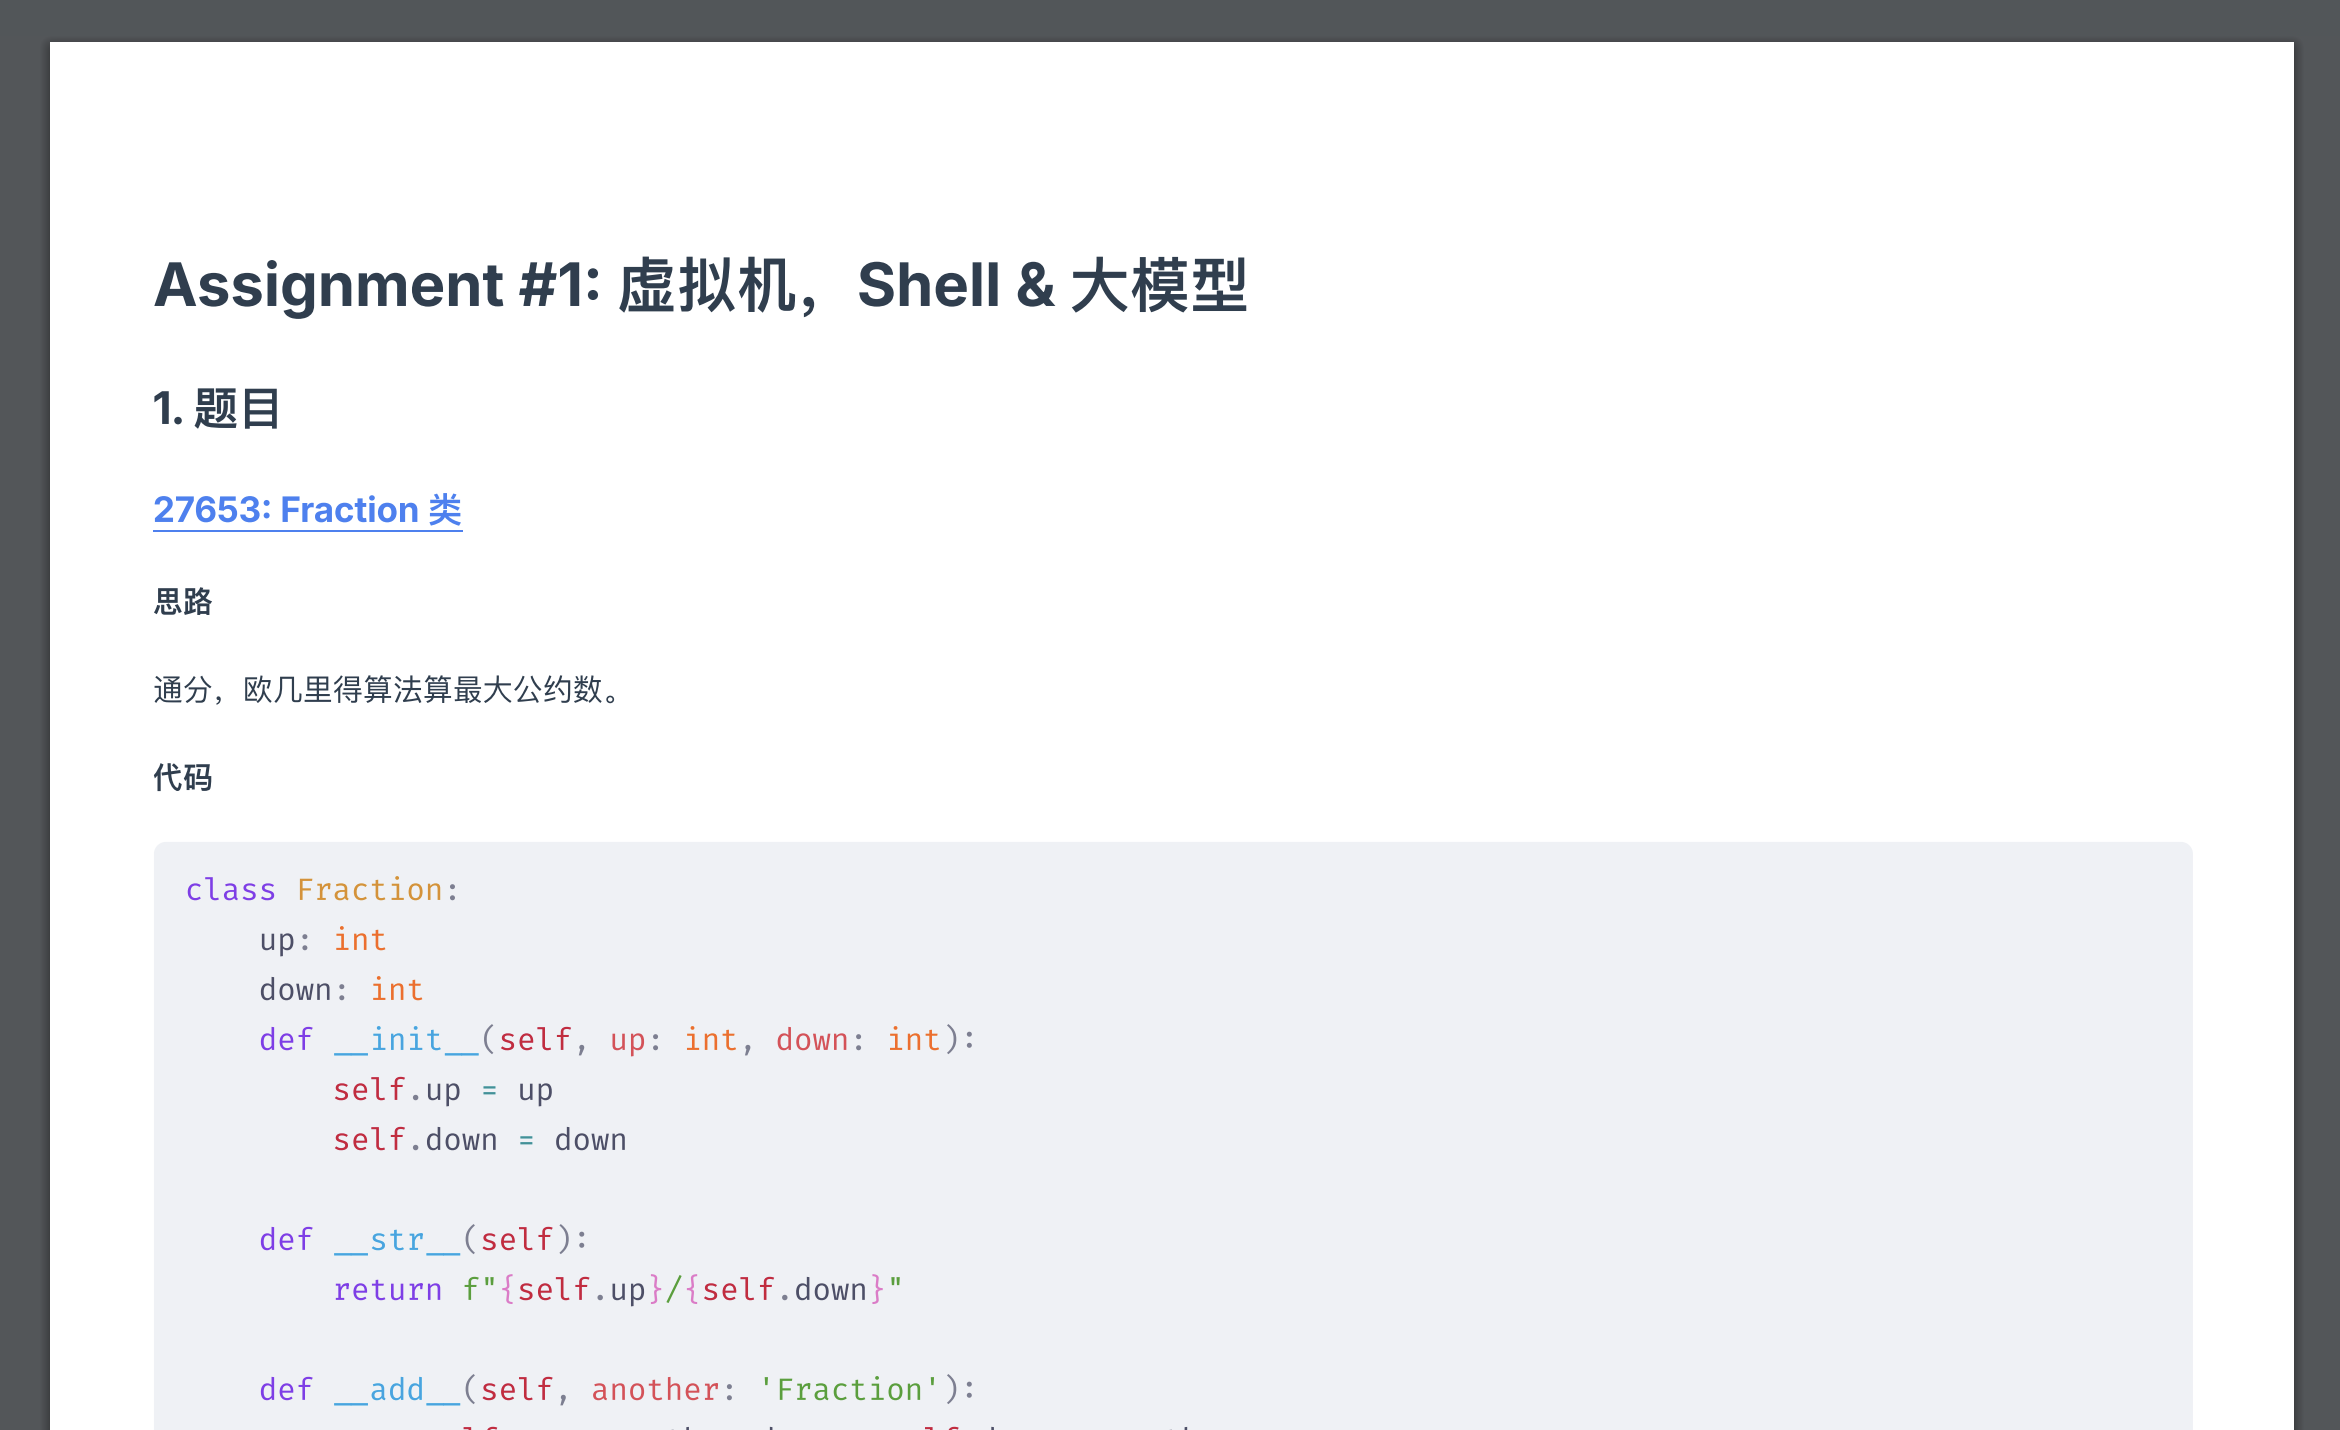 Assignment #1: 虚拟机，Shell & 大模型
1. 题目
27653: Fraction 类
思路
通分，欧几里得算法算最大公约数。
代码
class Fraction:
    up: int
    down: int
    def __init__(self, up: int, down: int):
        self.up = up
        self.down = down
    def __str__(self):
        return f"{self.up}/{self.down}"
    def __add__(self, another: 'Fraction'):